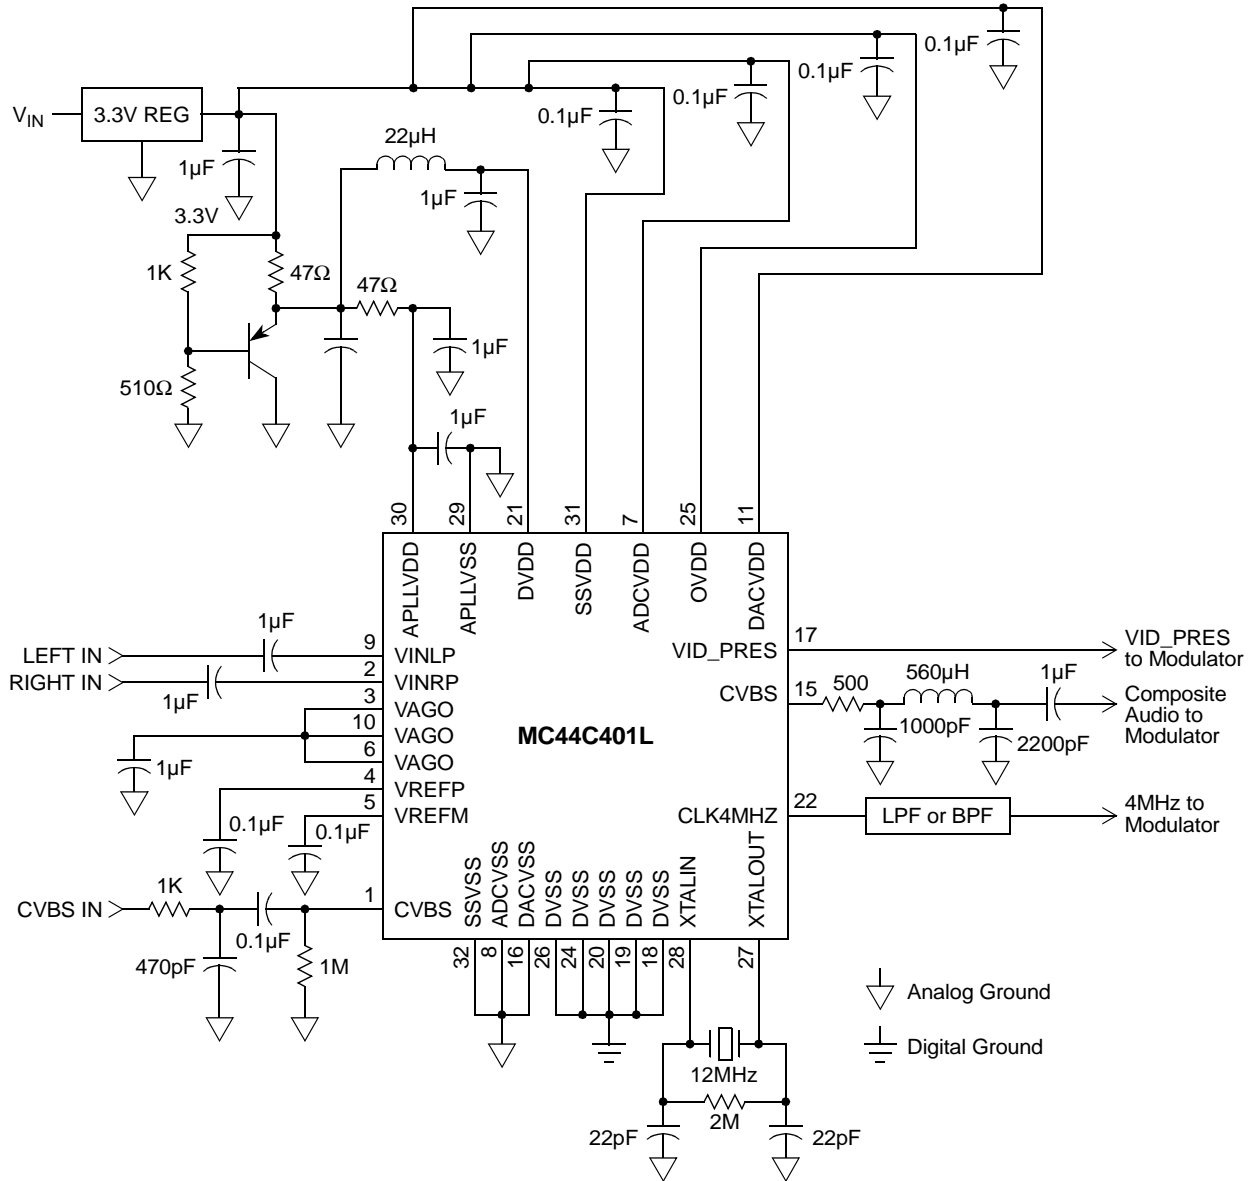 0.1µF
0.1µF
0.1µF
0.1µF
VIN
3.3V REG
1µF
22µH
1µF
3.3V
1K
47Ω
47Ω
1µF
510Ω
1µF
30
29
21
31
7
25
11
APLLVDD
APLLVSS
DVDD
SSVDD
ADCVDD
OVDD
DACVDD
LEFT IN
1µF
9
VINLP
RIGHT IN
1µF
2
VINRP
3
VAGO
10
VAGO
6
VAGO
1µF
4
VREFP
5
VREFM
0.1µF
0.1µF
CVBS IN
1K
0.1µF
1
CVBS
470pF
1M
MC44C401L
VID_PRES
17
VID_PRES
to Modulator
CVBS
15
500
560µH
1µF
1000pF
2200pF
Composite
Audio to
Modulator
CLK4MHZ
22
LPF or BPF
4MHz to
Modulator
SSVSS
ADCVSS
DACVSS
DVSS
DVSS
DVSS
DVSS
DVSS
XTALIN
XTALOUT
32
8
16
26
24
20
19
18
28
27
12MHz
2M
22pF
22pF
Analog Ground
Digital Ground